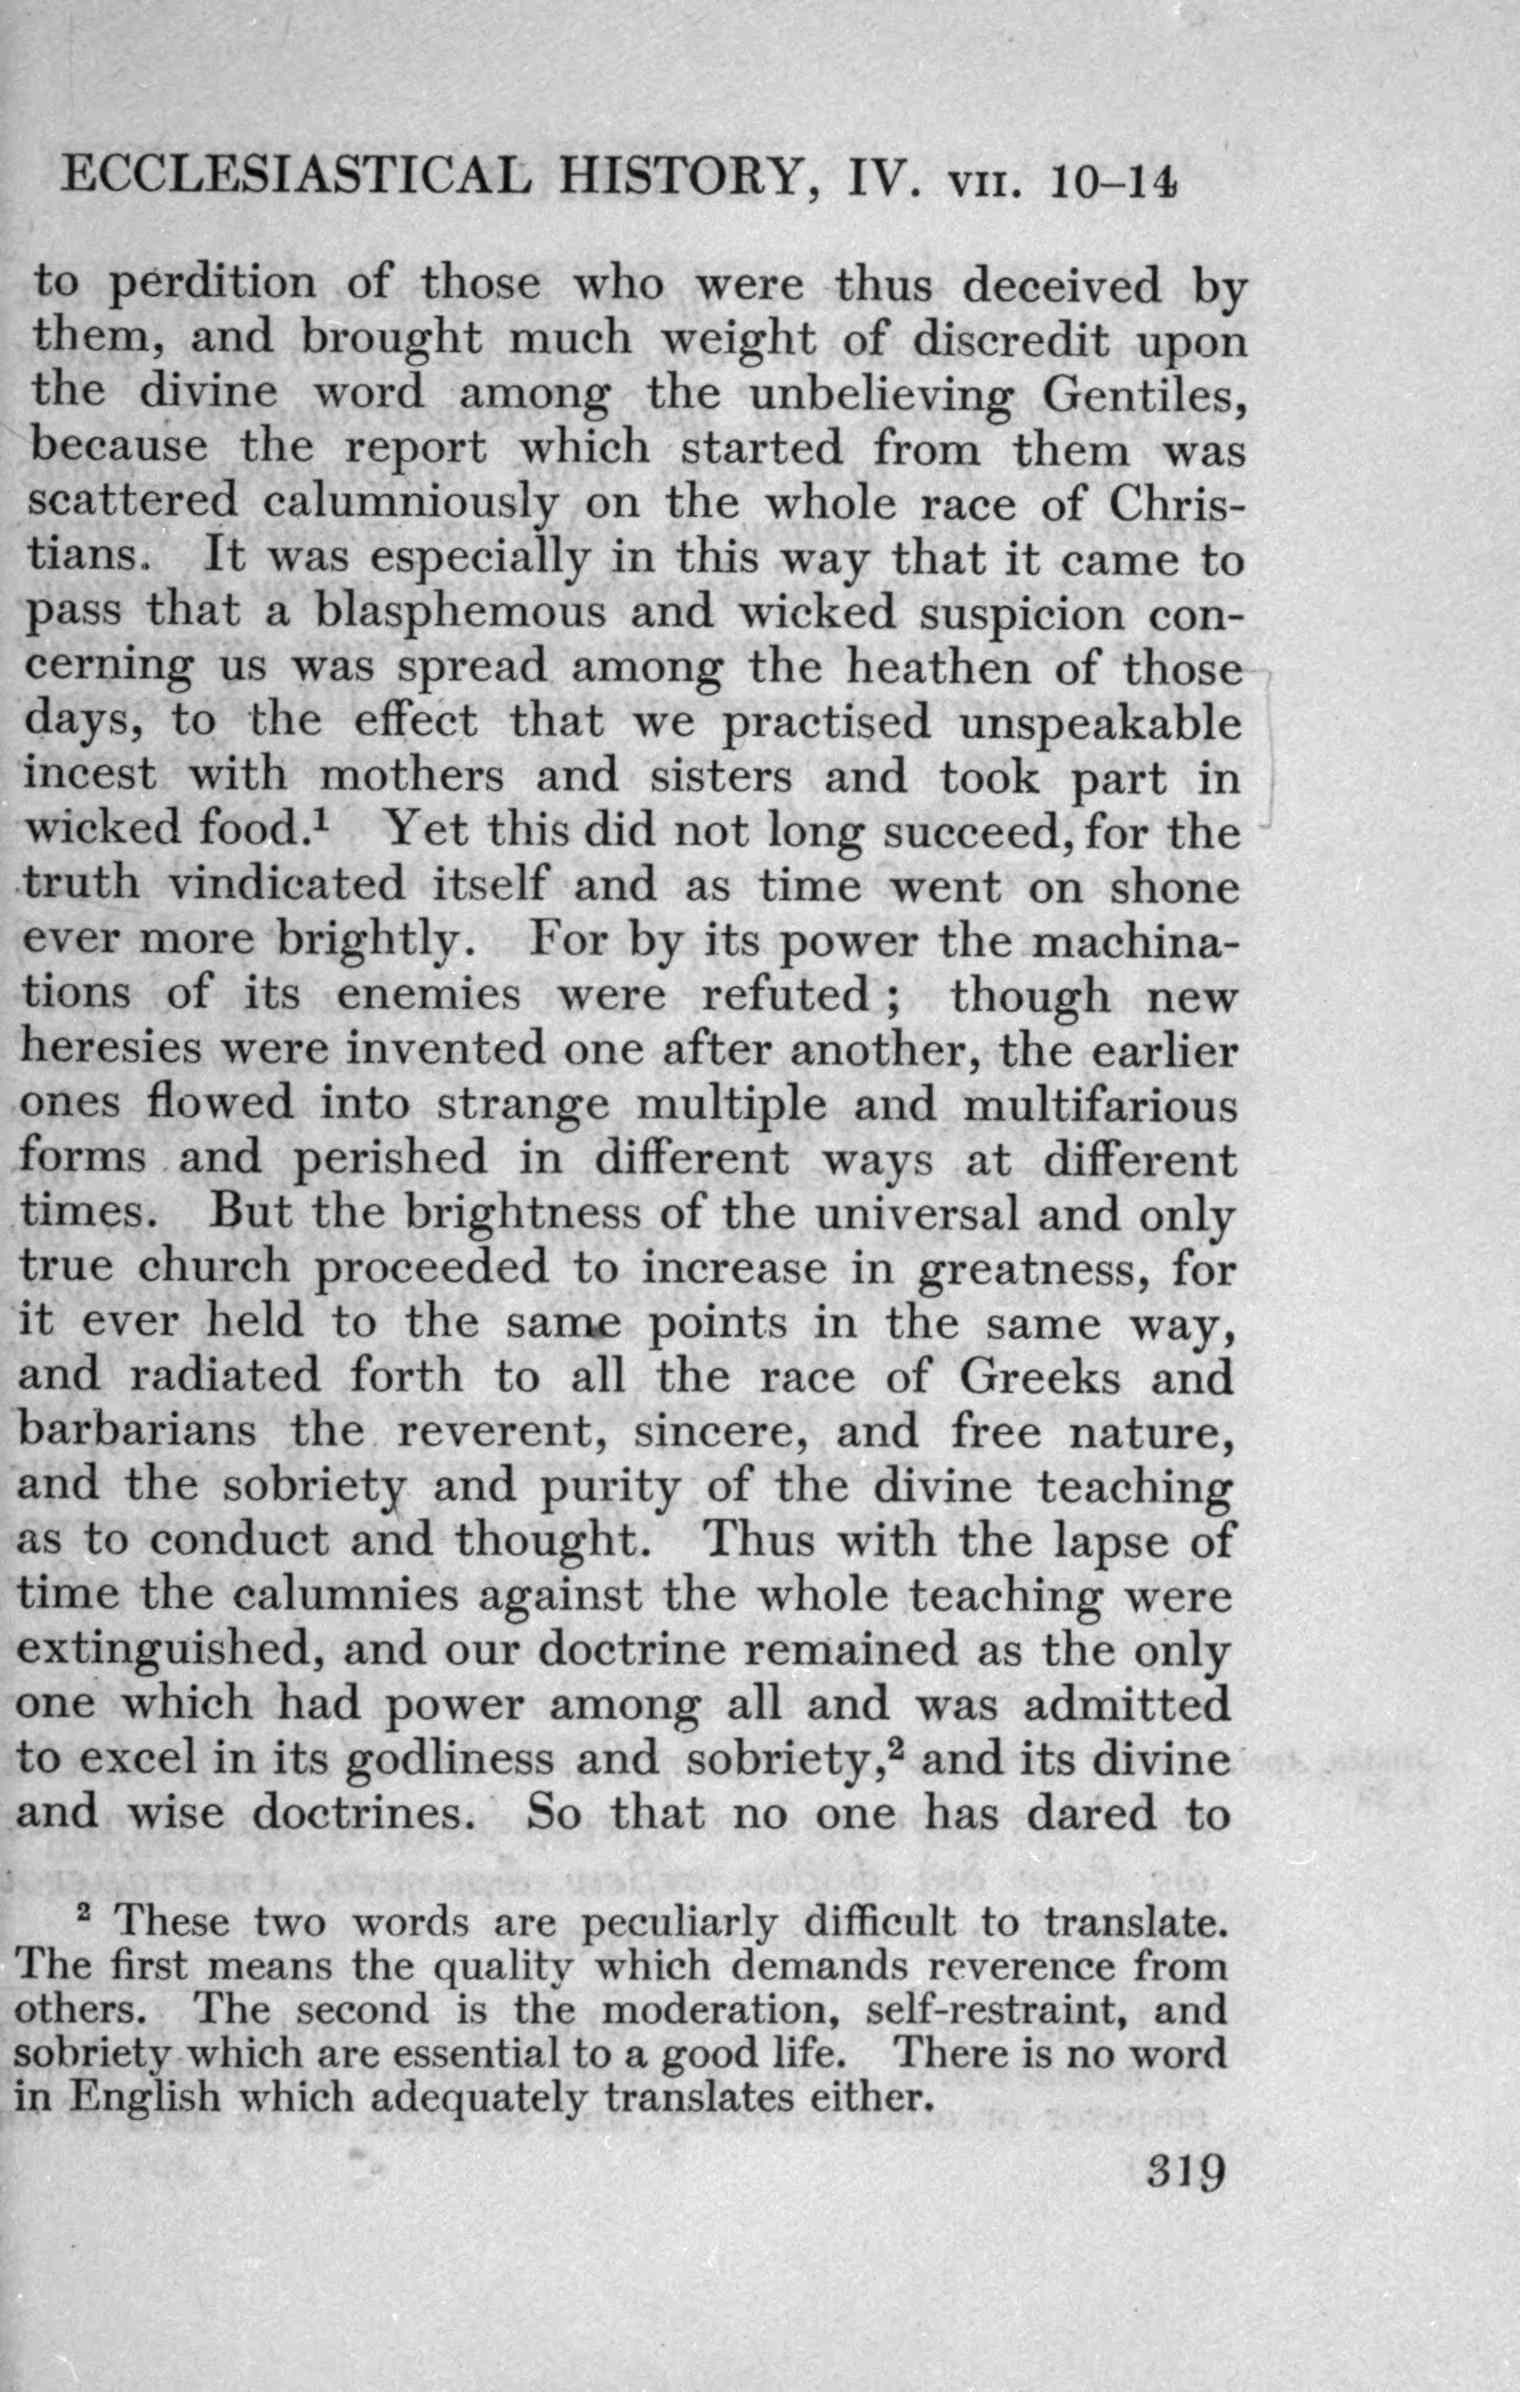 ECCLESIASTICAL HISTORY, IV. VII. 10–14
to perdition of those who were thus deceived by
them, and brought much weight of discredit upon
the divine word among the unbelieving Gentiles,
because the report which started from them was
scattered calumniously on the whole race of Chris-
tians. It was especially in this way that it came to
pass that a blasphemous and wicked suspicion con-
cerning us was spread among the heathen of those
days, to the effect that we practised unspeakable
incest with mothers and sisters and took part in
wicked food.¹ Yet this did not long succeed, for the
truth vindicated itself and as time went on shone
ever more brightly. For by its power the machina-
tions of its enemies were refuted ; though new
heresies were invented one after another, the earlier
ones flowed into strange multiple and multifarious
forms and perished in different ways at different
times. But the brightness of the universal and only
true church proceeded to increase in greatness, for
it ever held to the same points in the same way,
and radiated forth to all the race of Greeks and
barbarians the reverent, sincere, and free nature,
and the sobriety and purity of the divine teaching
as to conduct and thought. Thus with the lapse of
time the calumnies against the whole teaching were
extinguished, and our doctrine remained as the only
one which had power among all and was admitted
to excel in its godliness and sobriety,² and its divine
and wise doctrines. So that no one has dared to
² These two words are peculiarly difficult to translate.
The first means the quality which demands reverence from
others. The second is the moderation, self-restraint, and
sobriety which are essential to a good life. There is no word
in English which adequately translates either.
319